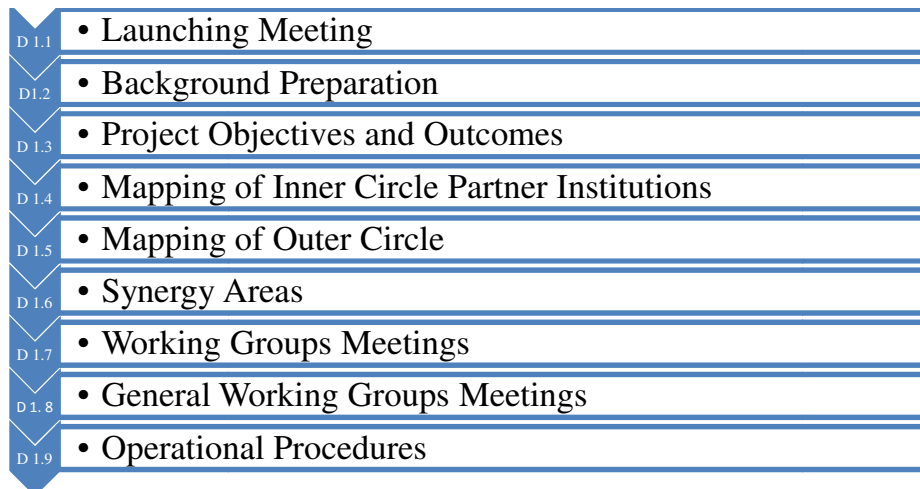 D 1.1 • Launching Meeting
D1.2 • Background Preparation
D 1.3 • Project Objectives and Outcomes
D 1.4 • Mapping of Inner Circle Partner Institutions
D 1.5 • Mapping of Outer Circle
D 1.6 • Synergy Areas
D 1.7 • Working Groups Meetings
D 1. 8 • General Working Groups Meetings
D 1.9 • Operational Procedures